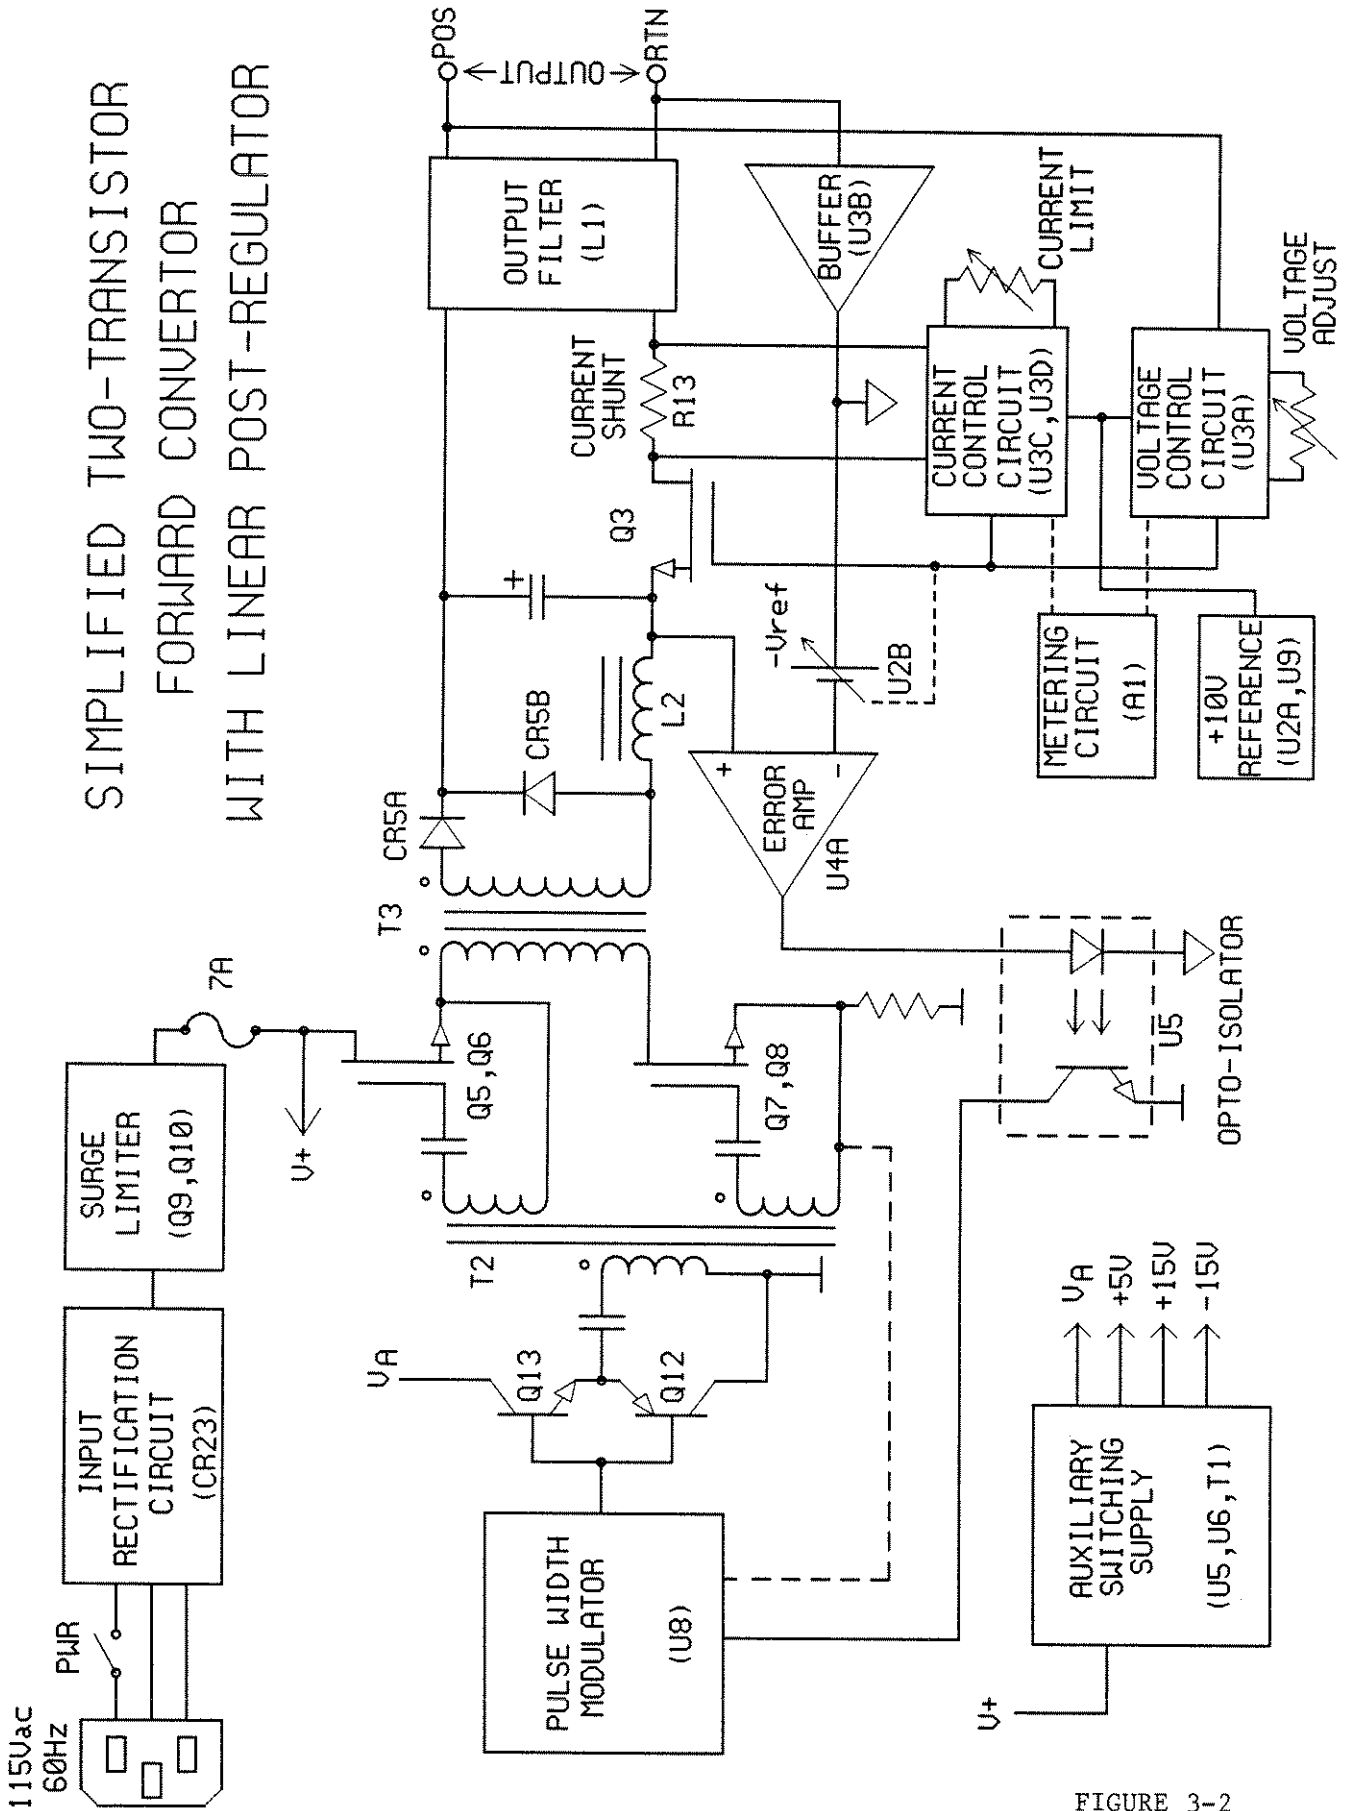 SIMPLIFIED TWO-TRANSISTOR
FORWARD CONVERTOR
WITH LINEAR POST-REGULATOR
115Vac
60Hz
PWR
INPUT
RECTIFICATION
CIRCUIT
(CR23)
SURGE
LIMITER
(Q9,Q10)
7A
V+
VA
Q13
Q12
T2
Q5,Q6
Q7,Q8
T3
CR5A
CR5B
L2
+
Q3
CURRENT
SHUNT
R13
OUTPUT
FILTER
(L1)
POS
OUTPUT
RTN
PULSE WIDTH
MODULATOR
(U8)
ERROR
AMP
+
-
U4A
-Vref
U2B
BUFFER
(U3B)
CURRENT
CONTROL
CIRCUIT
(U3C,U3D)
CURRENT
LIMIT
VOLTAGE
CONTROL
CIRCUIT
(U3A)
VOLTAGE
ADJUST
METERING
CIRCUIT
(A1)
+10V
REFERENCE
(U2A,U9)
U5
OPTO-ISOLATOR
V+
AUXILIARY
SWITCHING
SUPPLY
(U5,U6,T1)
VA
+5V
+15V
-15V
FIGURE 3-2